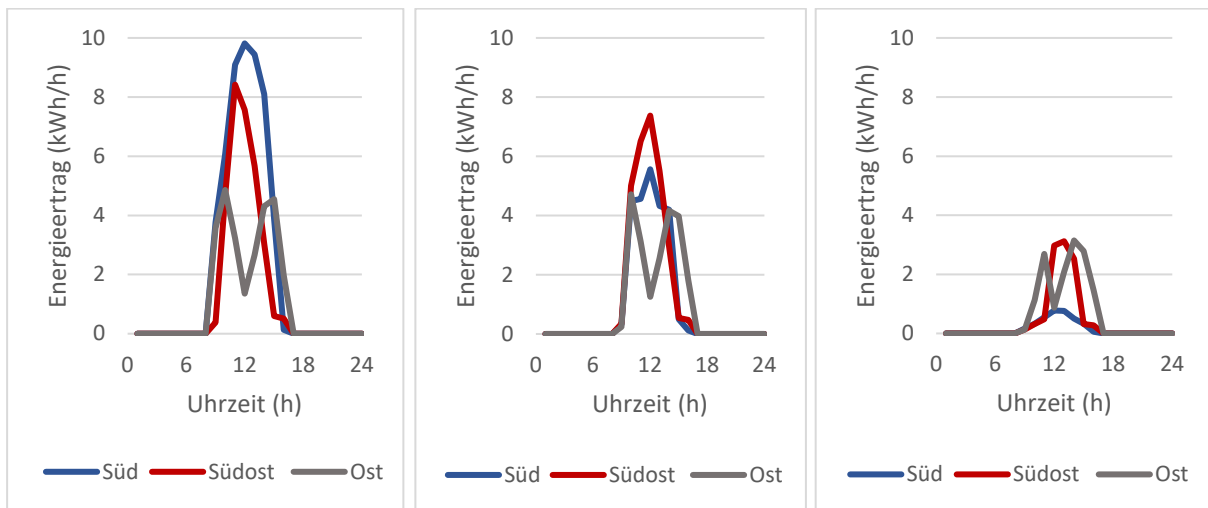 Energieertrag (kWh/h)
10
8
6
4
2
0
0 6 12 18 24
Uhrzeit (h)
Süd Südost Ost
Energieertrag (kWh/h)
10
8
6
4
2
0
0 6 12 18 24
Uhrzeit (h)
Süd Südost Ost
Energieertrag (kWh/h)
10
8
6
4
2
0
0 6 12 18 24
Uhrzeit (h)
Süd Südost Ost